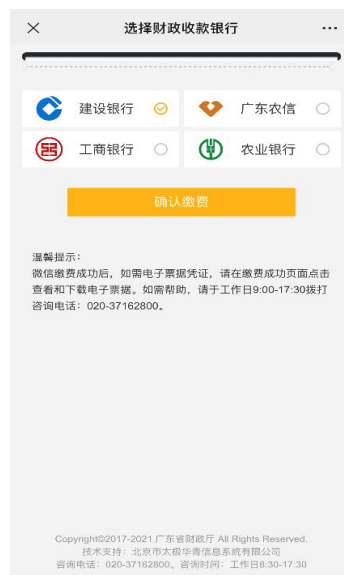 选择财政收款银行
建设银行
广东农信
工商银行
农业银行
确认缴费
温馨提示：
微信缴费成功后，如需电子票据凭证，请在缴费成功页面点击
查看和下载电子票据。如需帮助，请于工作日9:00-17:30拨打
咨询电话：020-37162800。
Copyright©2017-2021 广东省财政厅 All Rights Reserved.
技术支持：北京市太极华青信息系统有限公司
咨询电话：020-37162800。咨询时间：工作日8:30-17:30